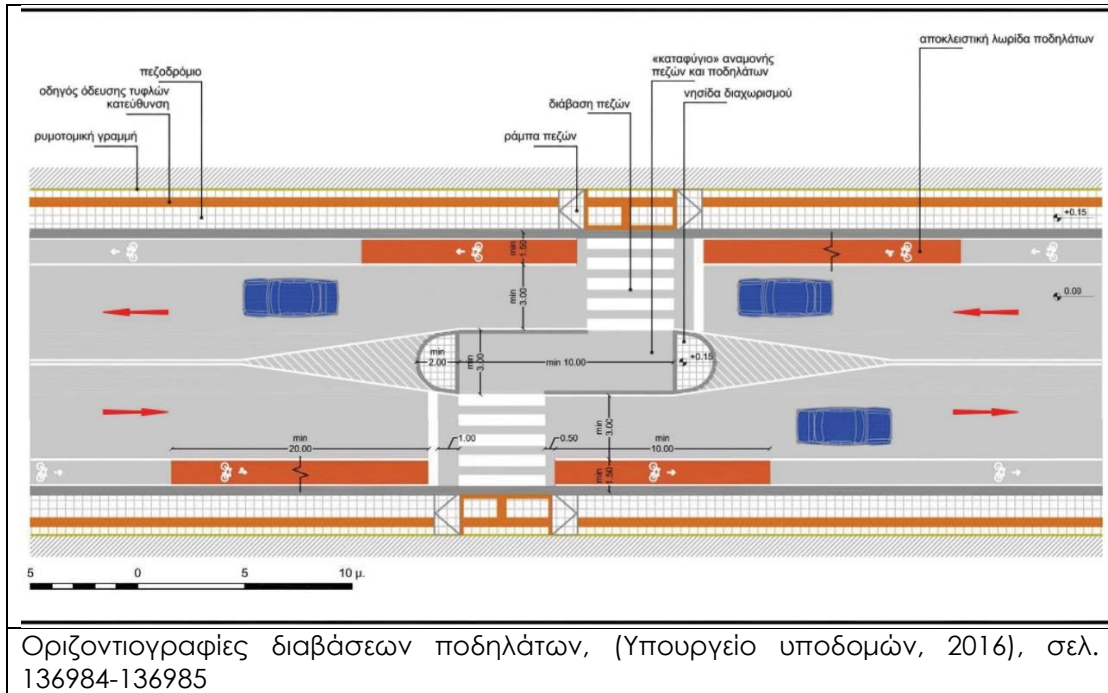 αποκλειστική λωρίδα ποδηλάτων
«καταφύγιο» αναμονής
πεζών και ποδηλάτων
πεζοδρόμιο
νησίδα διαχωρισμού
οδηγός όδευσης τυφλών
κατεύθυνση
διάβαση πεζών
ρυμοτομική γραμμή
ράμπα πεζών
+0.15
min
1.50
min
3.00
0.00
min
2.00
min
3.00
min 10.00
+0.15
min
20.00
1.00
0.50
min
3.00
min
10.00
min
1.50
5 0 5 10 μ.
Οριζοντιογραφίες διαβάσεων ποδηλάτων, (Υπουργείο υποδομών, 2016), σελ.
136984-136985